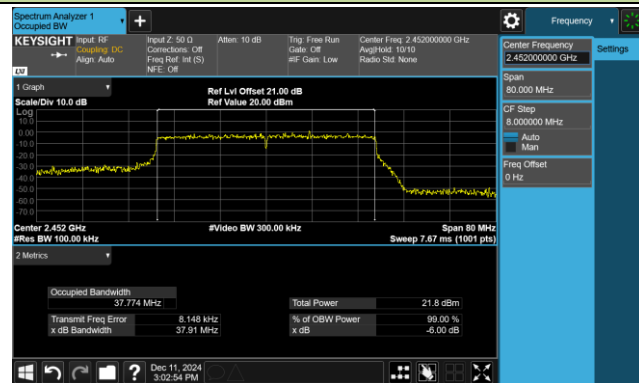 Spectrum Analyzer 1
Occupied BW
Frequency
KEYSIGHT
Input: RF
Coupling: DC
Align: Auto
Input Z: 50 Ω
Corrections: Off
Freq Ref: Int (S)
NFE: Off
Atten: 10 dB
Trig: Free Run
Gate: Off
#IF Gain: Low
Center Freq: 2.452000000 GHz
Avg|Hold: 10/10
Radio Std: None
LXI
Center Frequency
2.452000000 GHz
Settings
Span
80.000 MHz
CF Step
8.000000 MHz
Auto
Man
Freq Offset
0 Hz
1 Graph
Scale/Div 10.0 dB
Ref Lvl Offset 21.00 dB
Ref Value 20.00 dBm
Log
10.0
0.00
-10.0
-20.0
-30.0
-40.0
-50.0
-60.0
-70.0
Center 2.452 GHz
#Res BW 100.00 kHz
#Video BW 300.00 kHz
Span 80 MHz
Sweep 7.67 ms (1001 pts)
2 Metrics
Occupied Bandwidth
37.774 MHz
Total Power 21.8 dBm
Transmit Freq Error 8.148 kHz
% of OBW Power 99.00 %
x dB Bandwidth 37.91 MHz
x dB -6.00 dB
?
Dec 11, 2024
3:02:54 PM